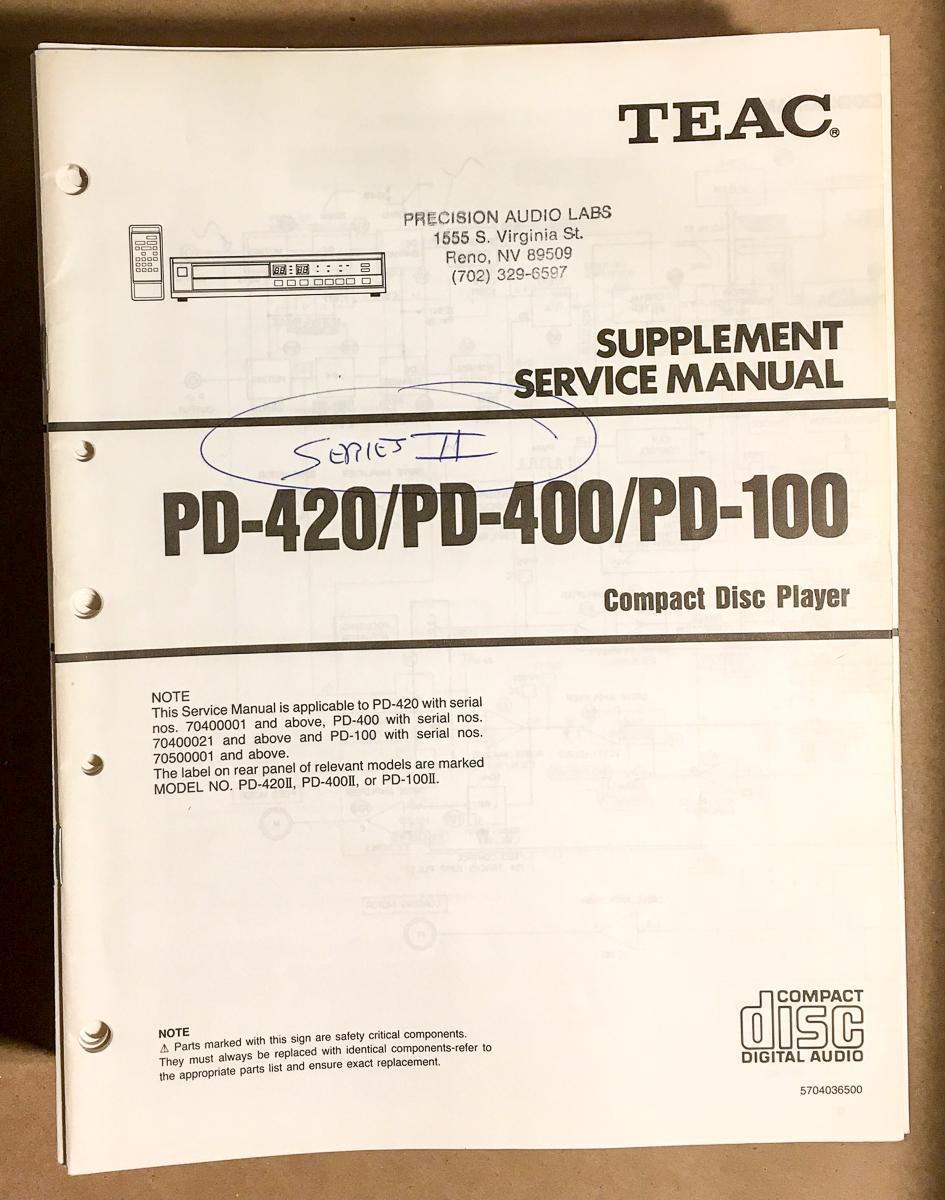 TEAC®
PRECISION AUDIO LABS
1555 S. Virginia St.
Reno, NV 89509
(702) 329-6597
SUPPLEMENT
SERVICE MANUAL
SERIES II
PD-420/PD-400/PD-100
Compact Disc Player
NOTE
This Service Manual is applicable to PD-420 with serial
nos. 70400001 and above, PD-400 with serial nos.
70400021 and above and PD-100 with serial nos.
70500001 and above.
The label on rear panel of relevant models are marked
MODEL NO. PD-420II, PD-400II, or PD-100II.
NOTE
⚠ Parts marked with this sign are safety critical components.
They must always be replaced with identical components-refer to
the appropriate parts list and ensure exact replacement.
COMPACT
disc
DIGITAL AUDIO
5704036500